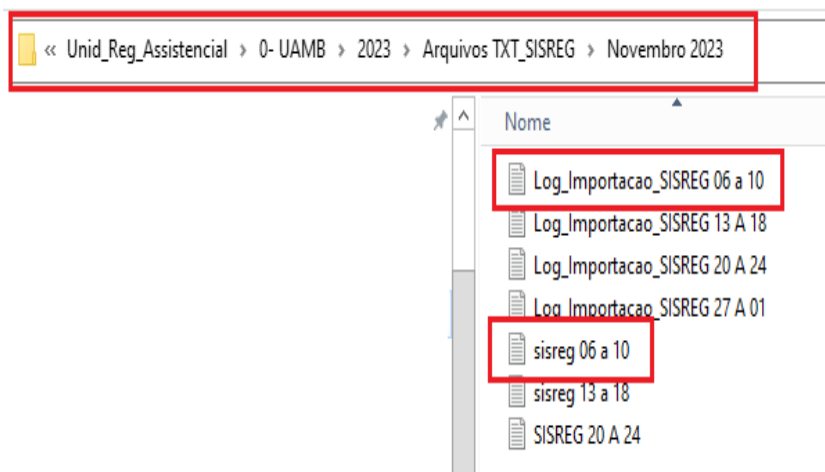 « Unid_Reg_Assistencial > 0- UAMB > 2023 > Arquivos TXT_SISREG > Novembro 2023
Nome
Log_Importacao_SISREG 06 a 10
Log_Importacao_SISREG 13 A 18
Log_Importacao_SISREG 20 A 24
Log_Importacao_SISREG 27 A 01
sisreg 06 a 10
sisreg 13 a 18
SISREG 20 A 24